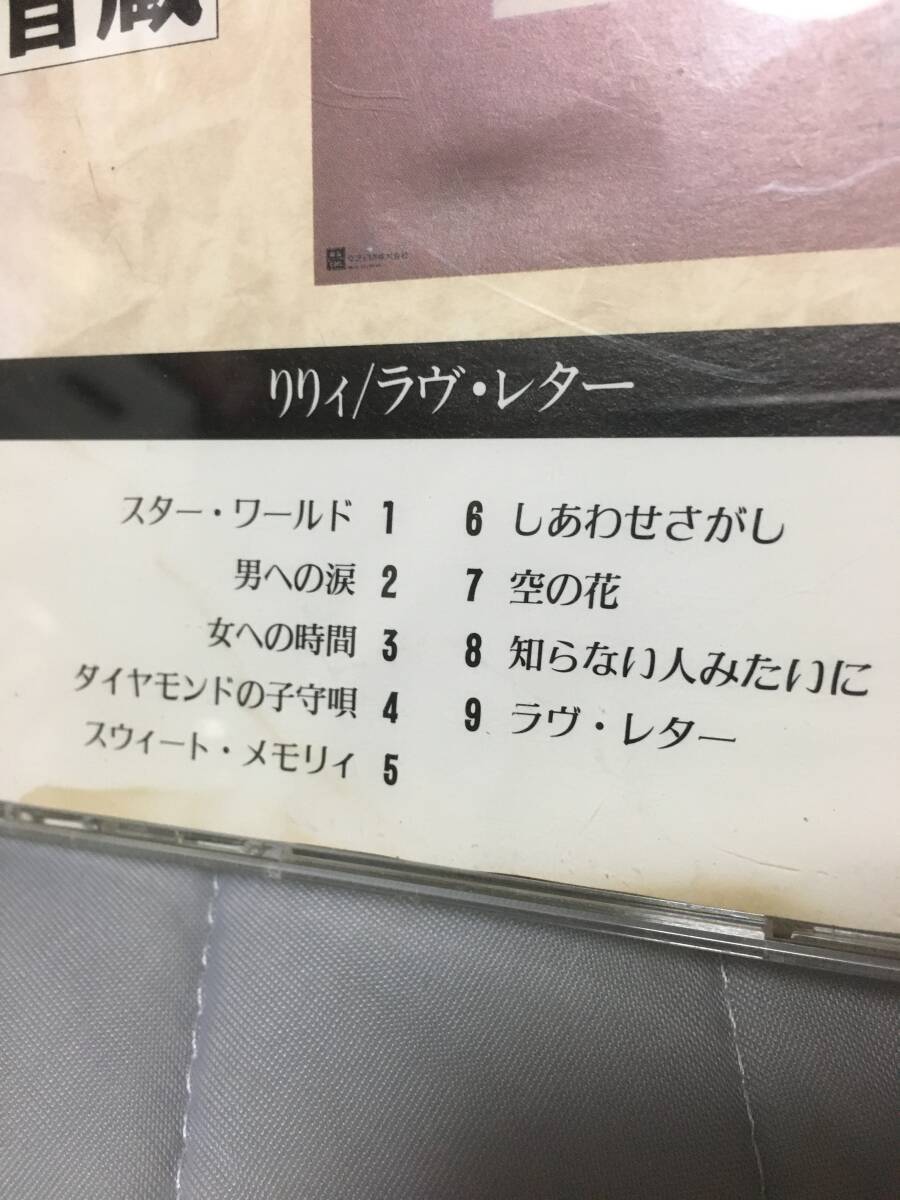 音蔵
りりィ/ラヴ・レター
スター・ワールド 1
男への涙 2
女への時間 3
ダイヤモンドの子守唄 4
スウィート・メモリィ 5
6 しあわせさがし
7 空の花
8 知らない人みたいに
9 ラヴ・レター